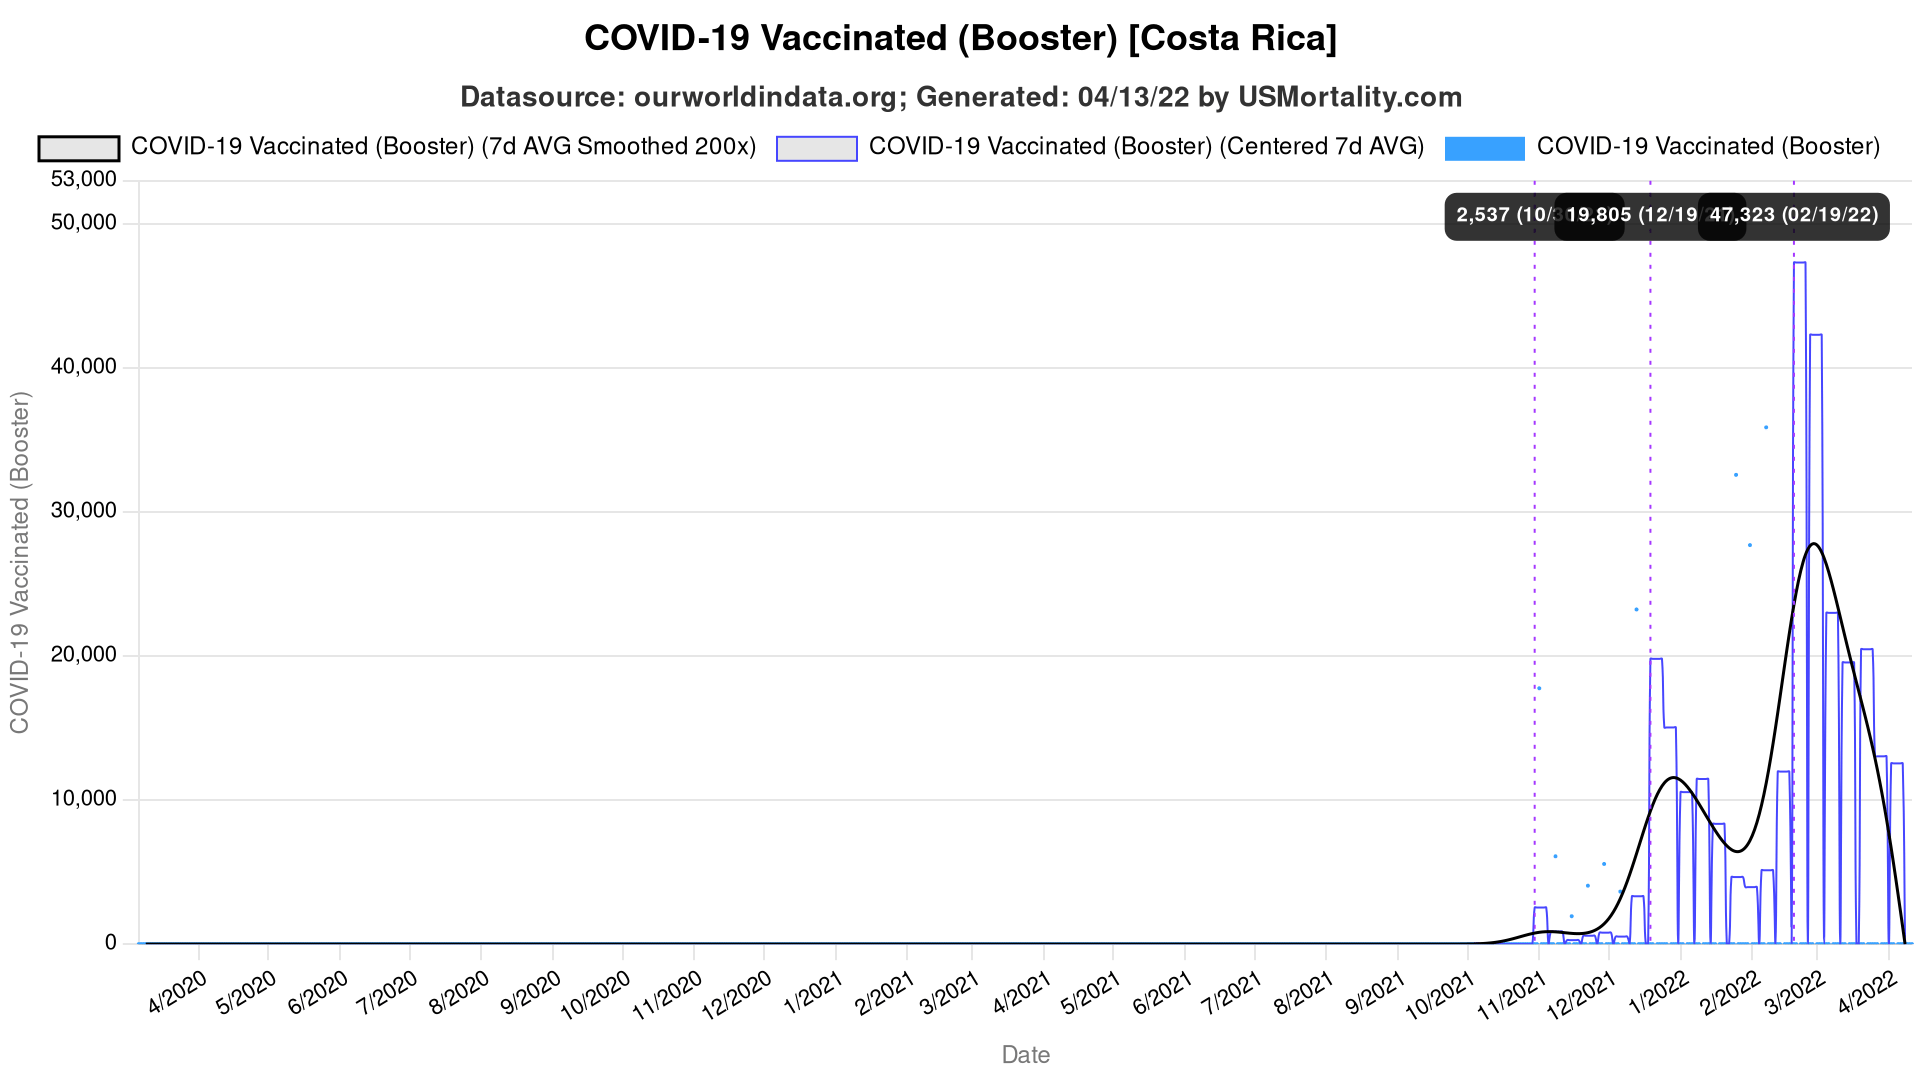 COVID-19 Vaccinated (Booster) [Costa Rica]
Datasource: ourworldindata.org; Generated: 04/13/22 by USMortality.com
COVID-19 Vaccinated (Booster) (7d AVG Smoothed 200x) COVID-19 Vaccinated (Booster) (Centered 7d AVG) COVID-19 Vaccinated (Booster)
53,000
50,000
40,000
30,000
20,000
10,000
0
COVID-19 Vaccinated (Booster)
2,537 (10/ 19,805 (12/19/ 47,323 (02/19/22)
4/2020 5/2020 6/2020 7/2020 8/2020 9/2020 10/2020 11/2020 12/2020 1/2021 2/2021 3/2021 4/2021 5/2021 6/2021 7/2021 8/2021 9/2021 10/2021 11/2021 12/2021 1/2022 2/2022 3/2022 4/2022
Date